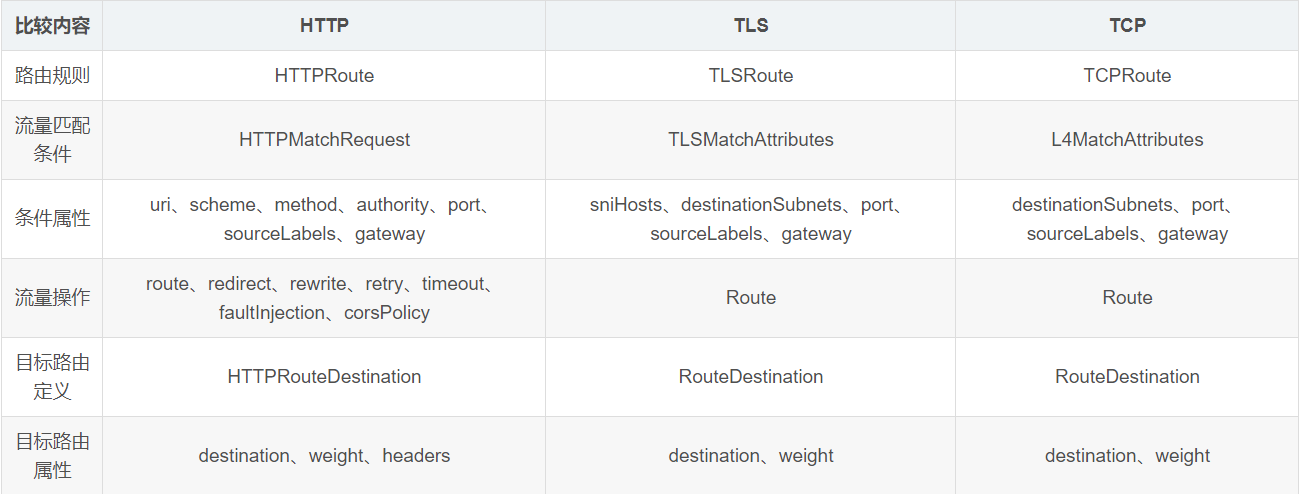 比较内容 HTTP TLS TCP
路由规则 HTTPRoute TLSRoute TCPRoute
流量匹配
条件
HTTPMatchRequest TLSMatchAttributes L4MatchAttributes
条件属性
uri、scheme、method、authority、port、
sourceLabels、gateway
sniHosts、destinationSubnets、port、
sourceLabels、gateway
destinationSubnets、port、
sourceLabels、gateway
流量操作
route、redirect、rewrite、retry、timeout、
faultInjection、corsPolicy
Route Route
目标路由
定义
HTTPRouteDestination RouteDestination RouteDestination
目标路由
属性
destination、weight、headers destination、weight destination、weight